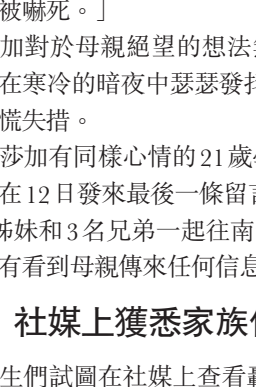 被嚇死。」
加對於母親絕望的想法
在寒冷的暗夜中瑟瑟發
慌失措。
莎加有同樣心情的21歲
在12日發來最後一條留
姊妹和3名兄弟一起往南
有看到母親傳來任何信息
社媒上獲悉家族
生們試圖在社媒上查看